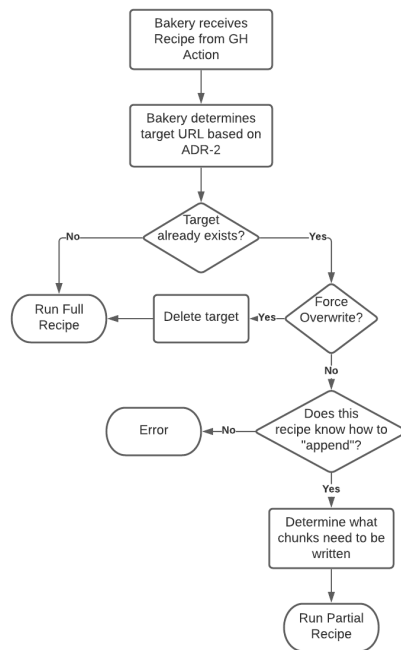 Bakery receives
Recipe from GH
Action
Bakery determines
target URL based on
ADR-2
Target
already exists?
No
Yes
Run Full
Recipe
Delete target
Yes
Force
Overwrite?
No
Does this
recipe know how to
"append"?
No
Error
Yes
Determine what
chunks need to be
written
Run Partial
Recipe